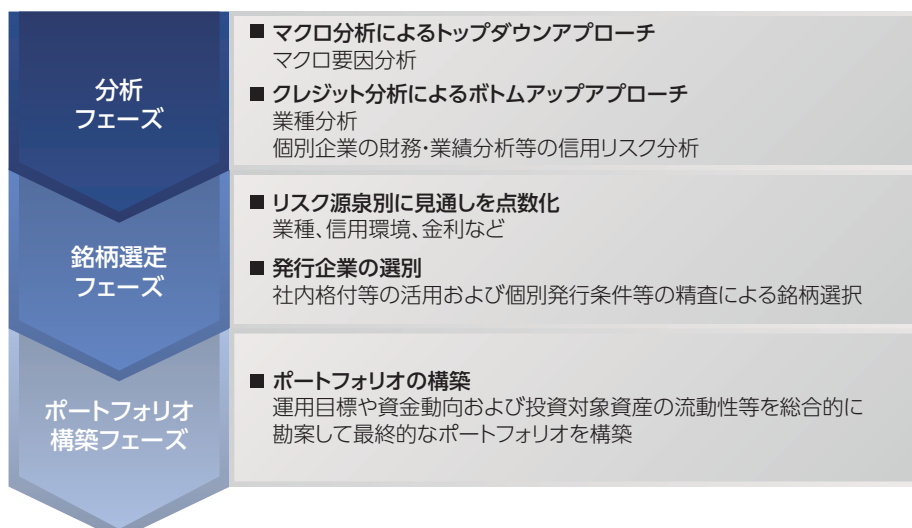 分析
フェーズ
■ マクロ分析によるトップダウンアプローチ
マクロ要因分析
■ クレジット分析によるボトムアップアプローチ
業種分析
個別企業の財務・業績分析等の信用リスク分析
銘柄選定
フェーズ
■ リスク源泉別に見通しを点数化
業種、信用環境、金利など
■ 発行企業の選別
社内格付等の活用および個別発行条件等の精査による銘柄選択
ポートフォリオ
構築フェーズ
■ ポートフォリオの構築
運用目標や資金動向および投資対象資産の流動性等を総合的に
勘案して最終的なポートフォリオを構築